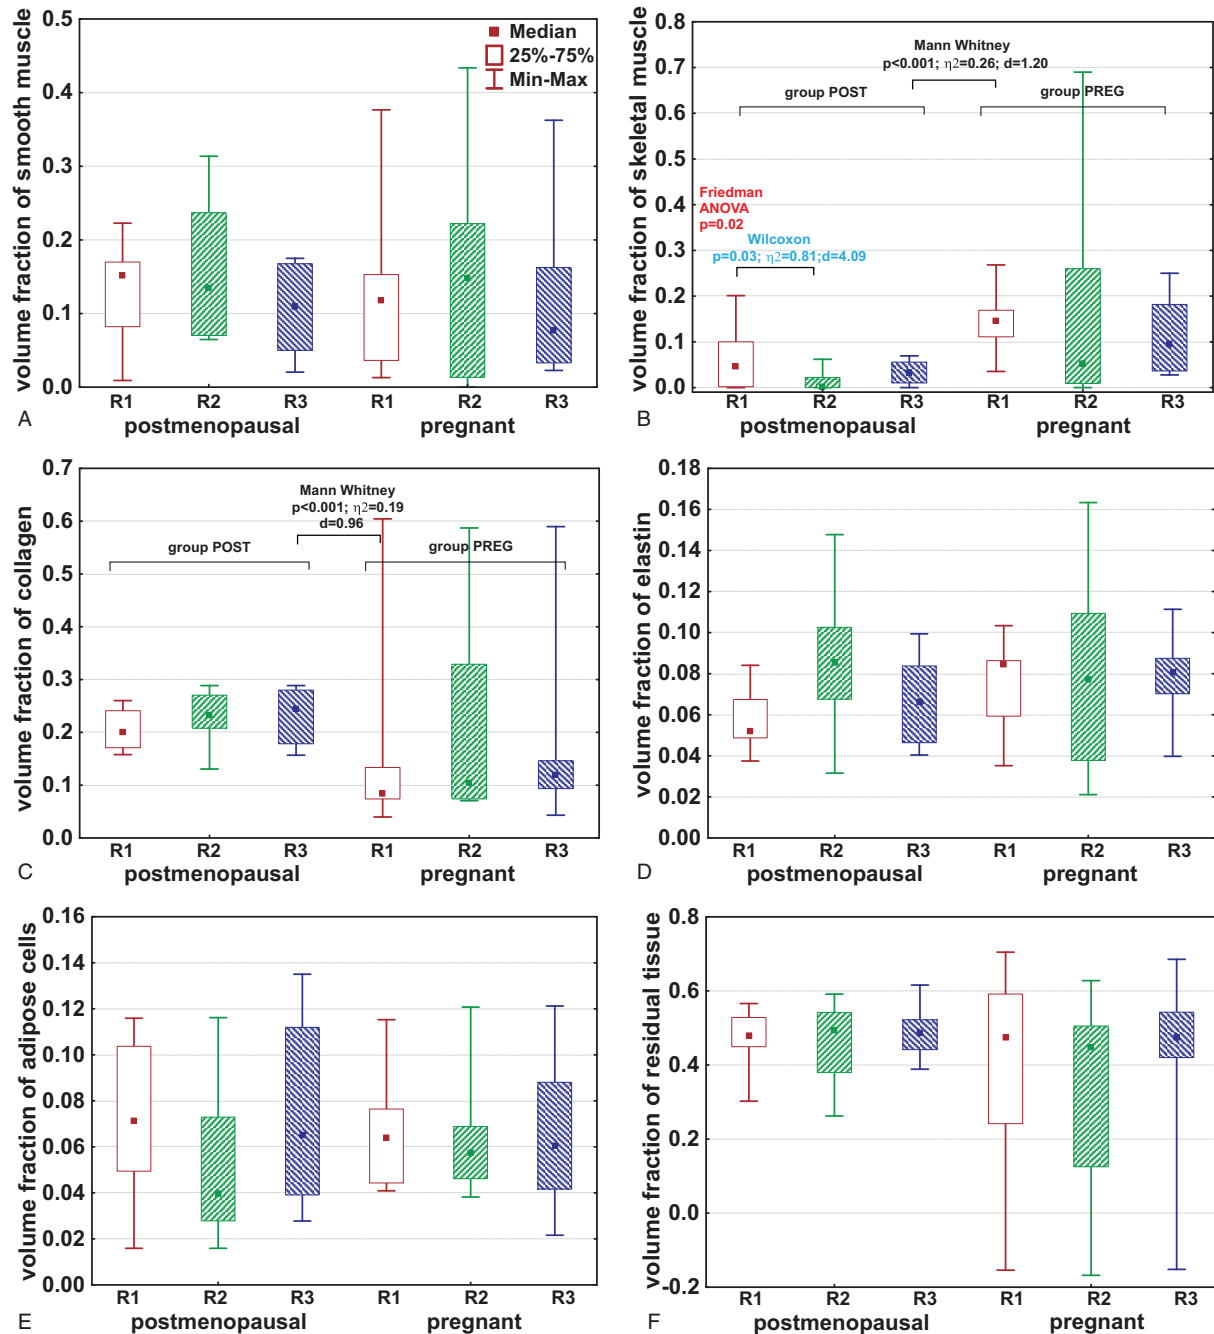 volume fraction of smooth muscle
0.5
0.4
0.3
0.2
0.1
0.0
Median
25%-75%
Min-Max
R1 R2 R3 R1 R2 R3
postmenopausal pregnant
A
volume fraction of skeletal muscle
0.8
0.7
0.6
0.5
0.4
0.3
0.2
0.1
0.0
Mann Whitney
p<0.001; η2=0.26; d=1.20
group POST group PREG
Friedman
ANOVA
p=0.02
Wilcoxon
p=0.03; η2=0.81;d=4.09
R1 R2 R3 R1 R2 R3
postmenopausal pregnant
B
volume fraction of collagen
0.7
0.6
0.5
0.4
0.3
0.2
0.1
0.0
Mann Whitney
p<0.001; η2=0.19
d=0.96
group POST group PREG
R1 R2 R3 R1 R2 R3
postmenopausal pregnant
C
volume fraction of elastin
0.18
0.16
0.14
0.12
0.10
0.08
0.06
0.04
0.02
0.00
R1 R2 R3 R1 R2 R3
postmenopausal pregnant
D
volume fraction of adipose cells
0.16
0.14
0.12
0.10
0.08
0.06
0.04
0.02
0.00
R1 R2 R3 R1 R2 R3
postmenopausal pregnant
E
volume fraction of residual tissue
0.8
0.6
0.4
0.2
0.0
-0.2
R1 R2 R3 R1 R2 R3
postmenopausal pregnant
F